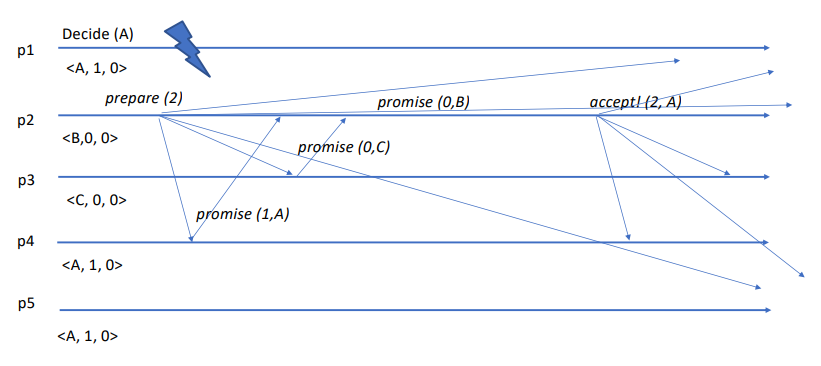 Decide (A)
p1
<A, 1, 0>
prepare (2)
promise (0,B)
accept! (2, A)
p2
<B,0, 0>
promise (0,C)
p3
<C, 0, 0>
promise (1,A)
p4
<A, 1, 0>
p5
<A, 1, 0>